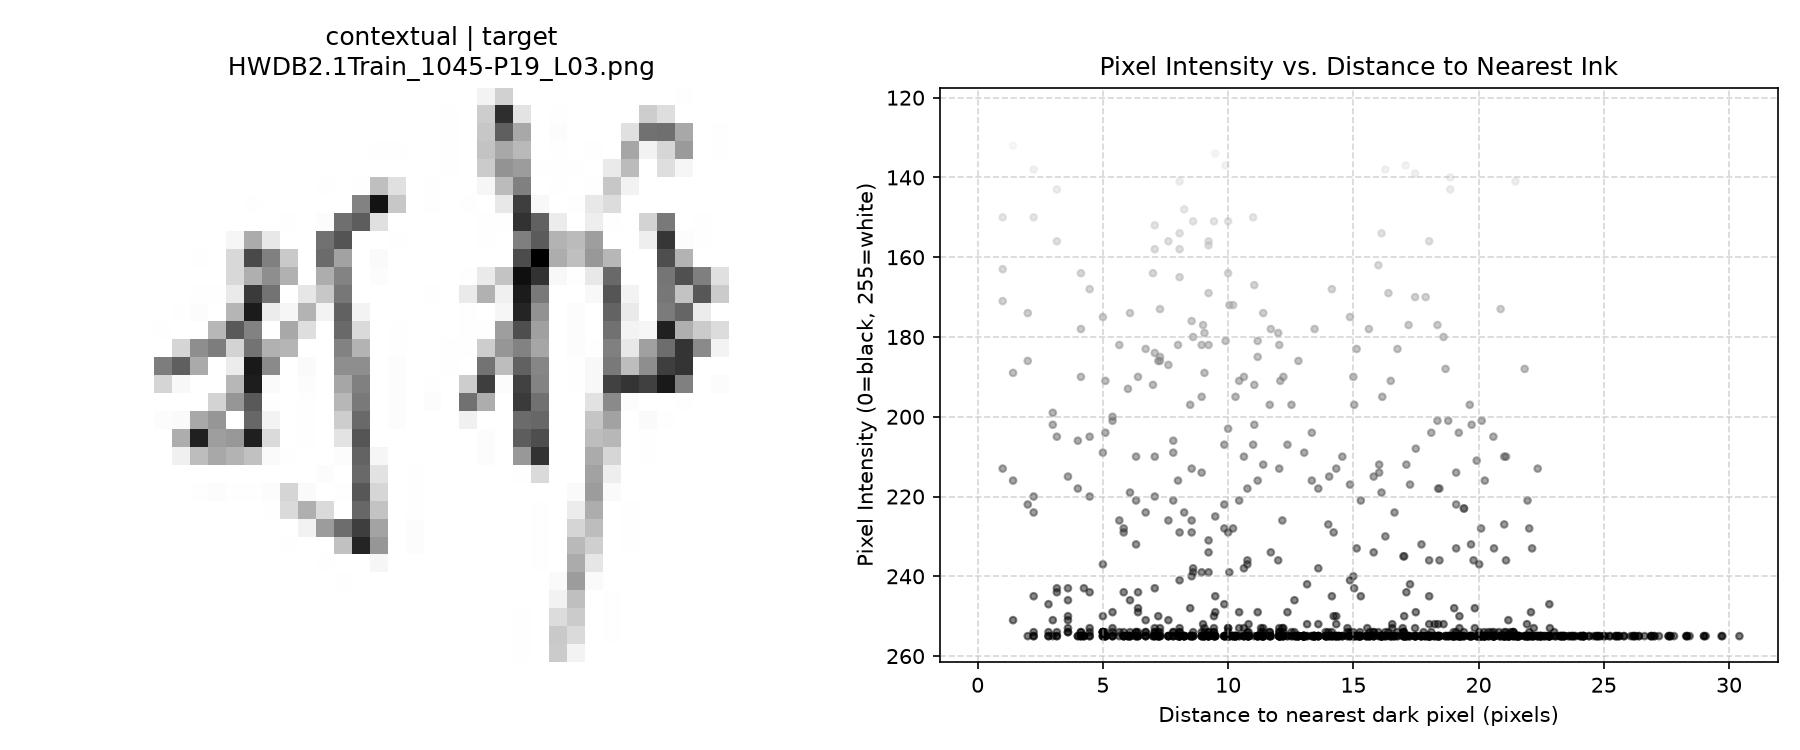 contextual | target
HWDB2.1Train_1045-P19_L03.png
Pixel Intensity vs. Distance to Nearest Ink
Pixel Intensity (0=black, 255=white)
120
140
160
180
200
220
240
260
0 5 10 15 20 25 30
Distance to nearest dark pixel (pixels)